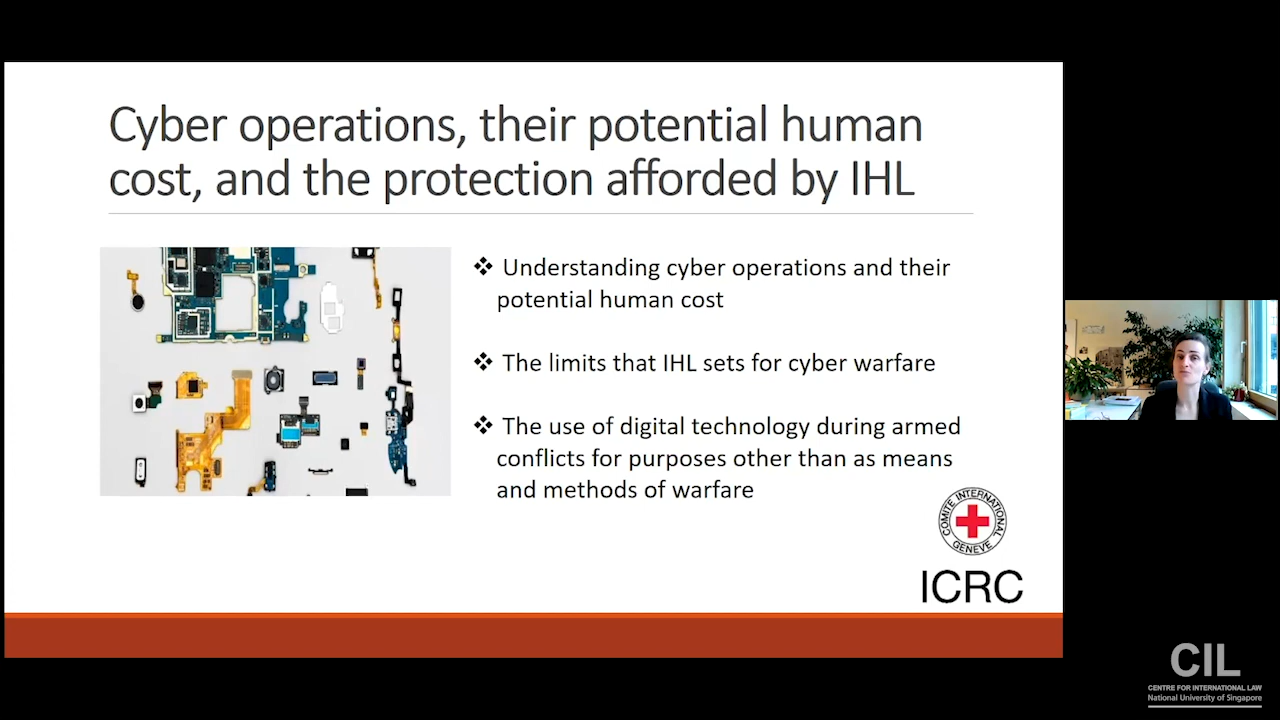 Cyber operations, their potential human
cost, and the protection afforded by IHL
❖ Understanding cyber operations and their
potential human cost
❖ The limits that IHL sets for cyber warfare
❖ The use of digital technology during armed
conflicts for purposes other than as means
and methods of warfare
COMITE INTERNATIONAL
GENEVE
ICRC
CIL
CENTRE FOR INTERNATIONAL LAW
National University of Singapore